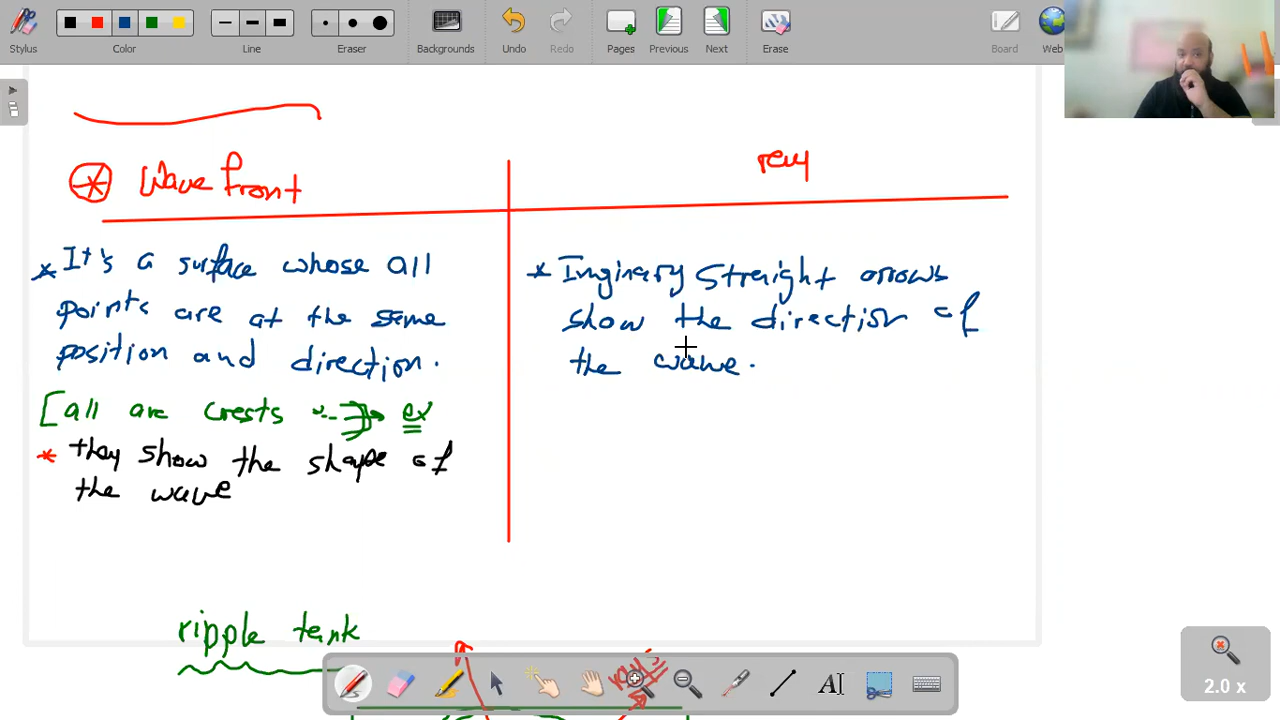 Stylus
Color
Line
Eraser
Backgrounds
Undo
Redo
Pages
Previous
Next
Erase
Board
Web
Wave front
ray
* It's a surface whose all
points are at the same
position and direction.
[all are crests ... ex
* they show the shape of
the wave
* Imginary Straight arrows
show the direction of
the wave.
ripple tank
ray
2.0 x